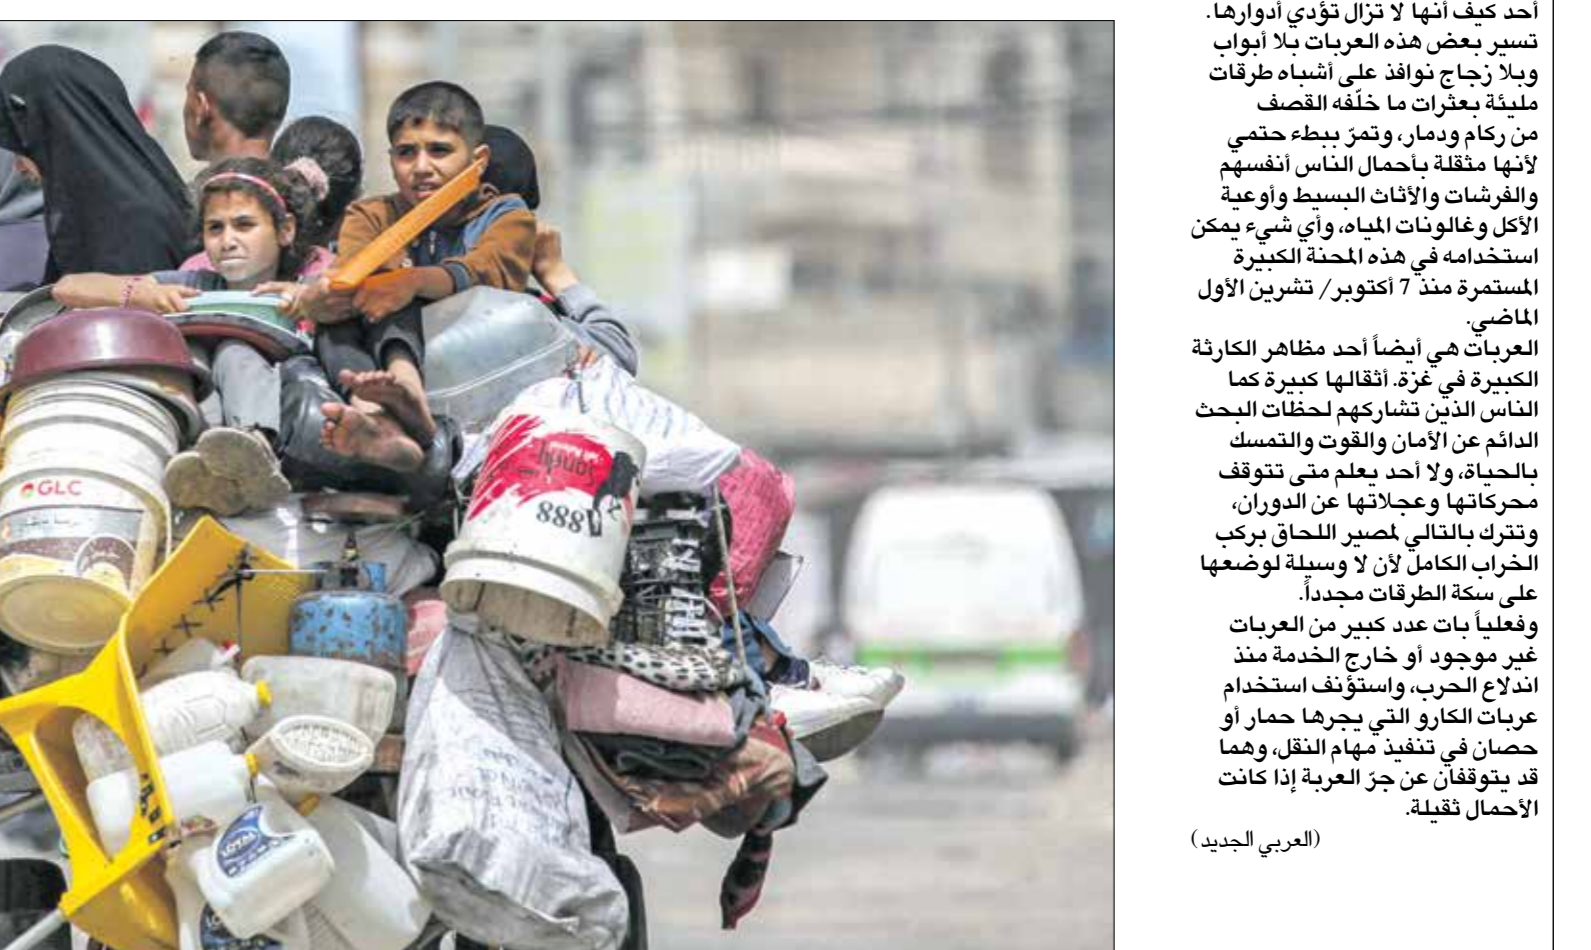 أحد كيف أنها لا تزال تؤدي أدوارها.
تسير بعض هذه العربات بلا أبواب
وبلا زجاج نوافذ على أشباه طرقات
مليئة بعثرات ما خلّفه القصف
من ركام ودمار، وتمرّ ببطء حتمي
لأنها مثقلة بأحمال الناس أنفسهم
والفرشات والأثاث البسيط وأوعية
الأكل وغالونات المياه، وأي شيء يمكن
استخدامه في هذه المحنة الكبيرة
المستمرة منذ 7 أكتوبر/ تشرين الأول
الماضي.
العربات هي أيضاً أحد مظاهر الكارثة
الكبيرة في غزة. أثقالها كبيرة كما
الناس الذين تشاركهم لحظات البحث
الدائم عن الأمان والقوت والتمسك
بالحياة، ولا أحد يعلم متى تتوقف
محركاتها وعجلاتها عن الدوران،
وتترك بالتالي لمصير اللحاق بركب
الخراب الكامل لأن لا وسيلة لوضعها
على سكة الطرقات مجدداً.
وفعلياً بات عدد كبير من العربات
غير موجود أو خارج الخدمة منذ
اندلاع الحرب، واستؤنف استخدام
عربات الكارو التي يجرها حمار أو
حصان في تنفيذ مهام النقل، وهما
قد يتوقفان عن جرّ العربة إذا كانت
الأحمال ثقيلة.
(العربي الجديد)
GLC
888